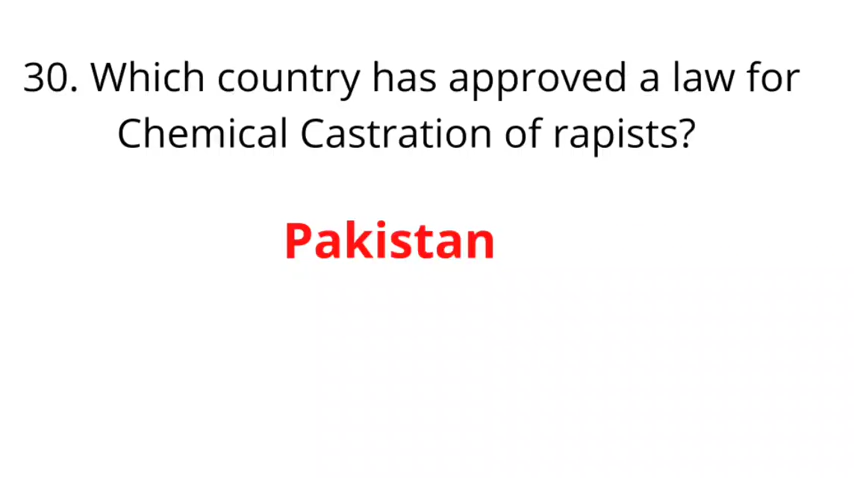 30. Which country has approved a law for
Chemical Castration of rapists?
Pakistan